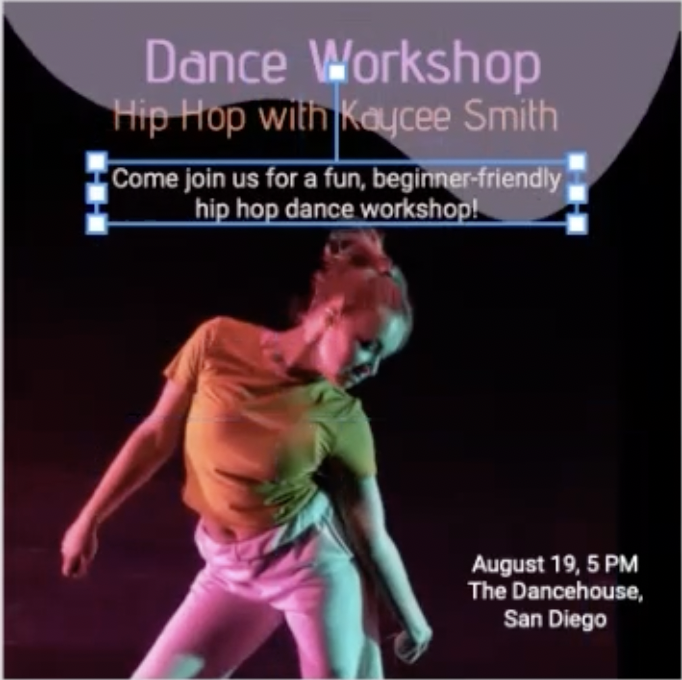 Dance Workshop
Hip Hop with Kaycee Smith
Come join us for a fun, beginner-friendly
hip hop dance workshop!
August 19, 5 PM
The Dancehouse,
San Diego